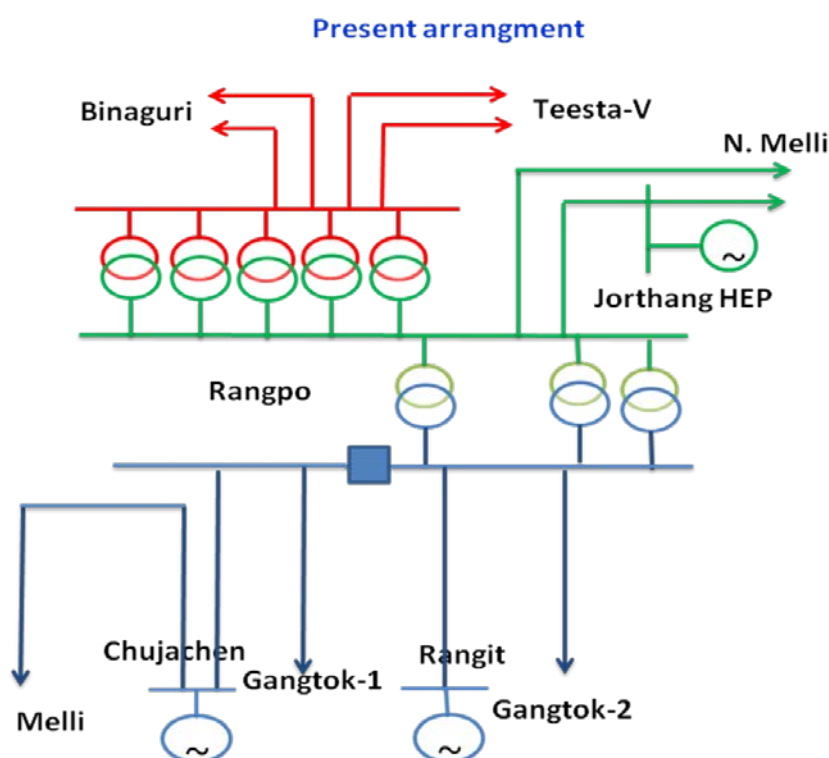 Present arrangment
Binaguri
Teesta-V
N. Melli
~
Jorthang HEP
Rangpo
Chujachen
Rangit
Gangtok-1
Gangtok-2
Melli
~
~